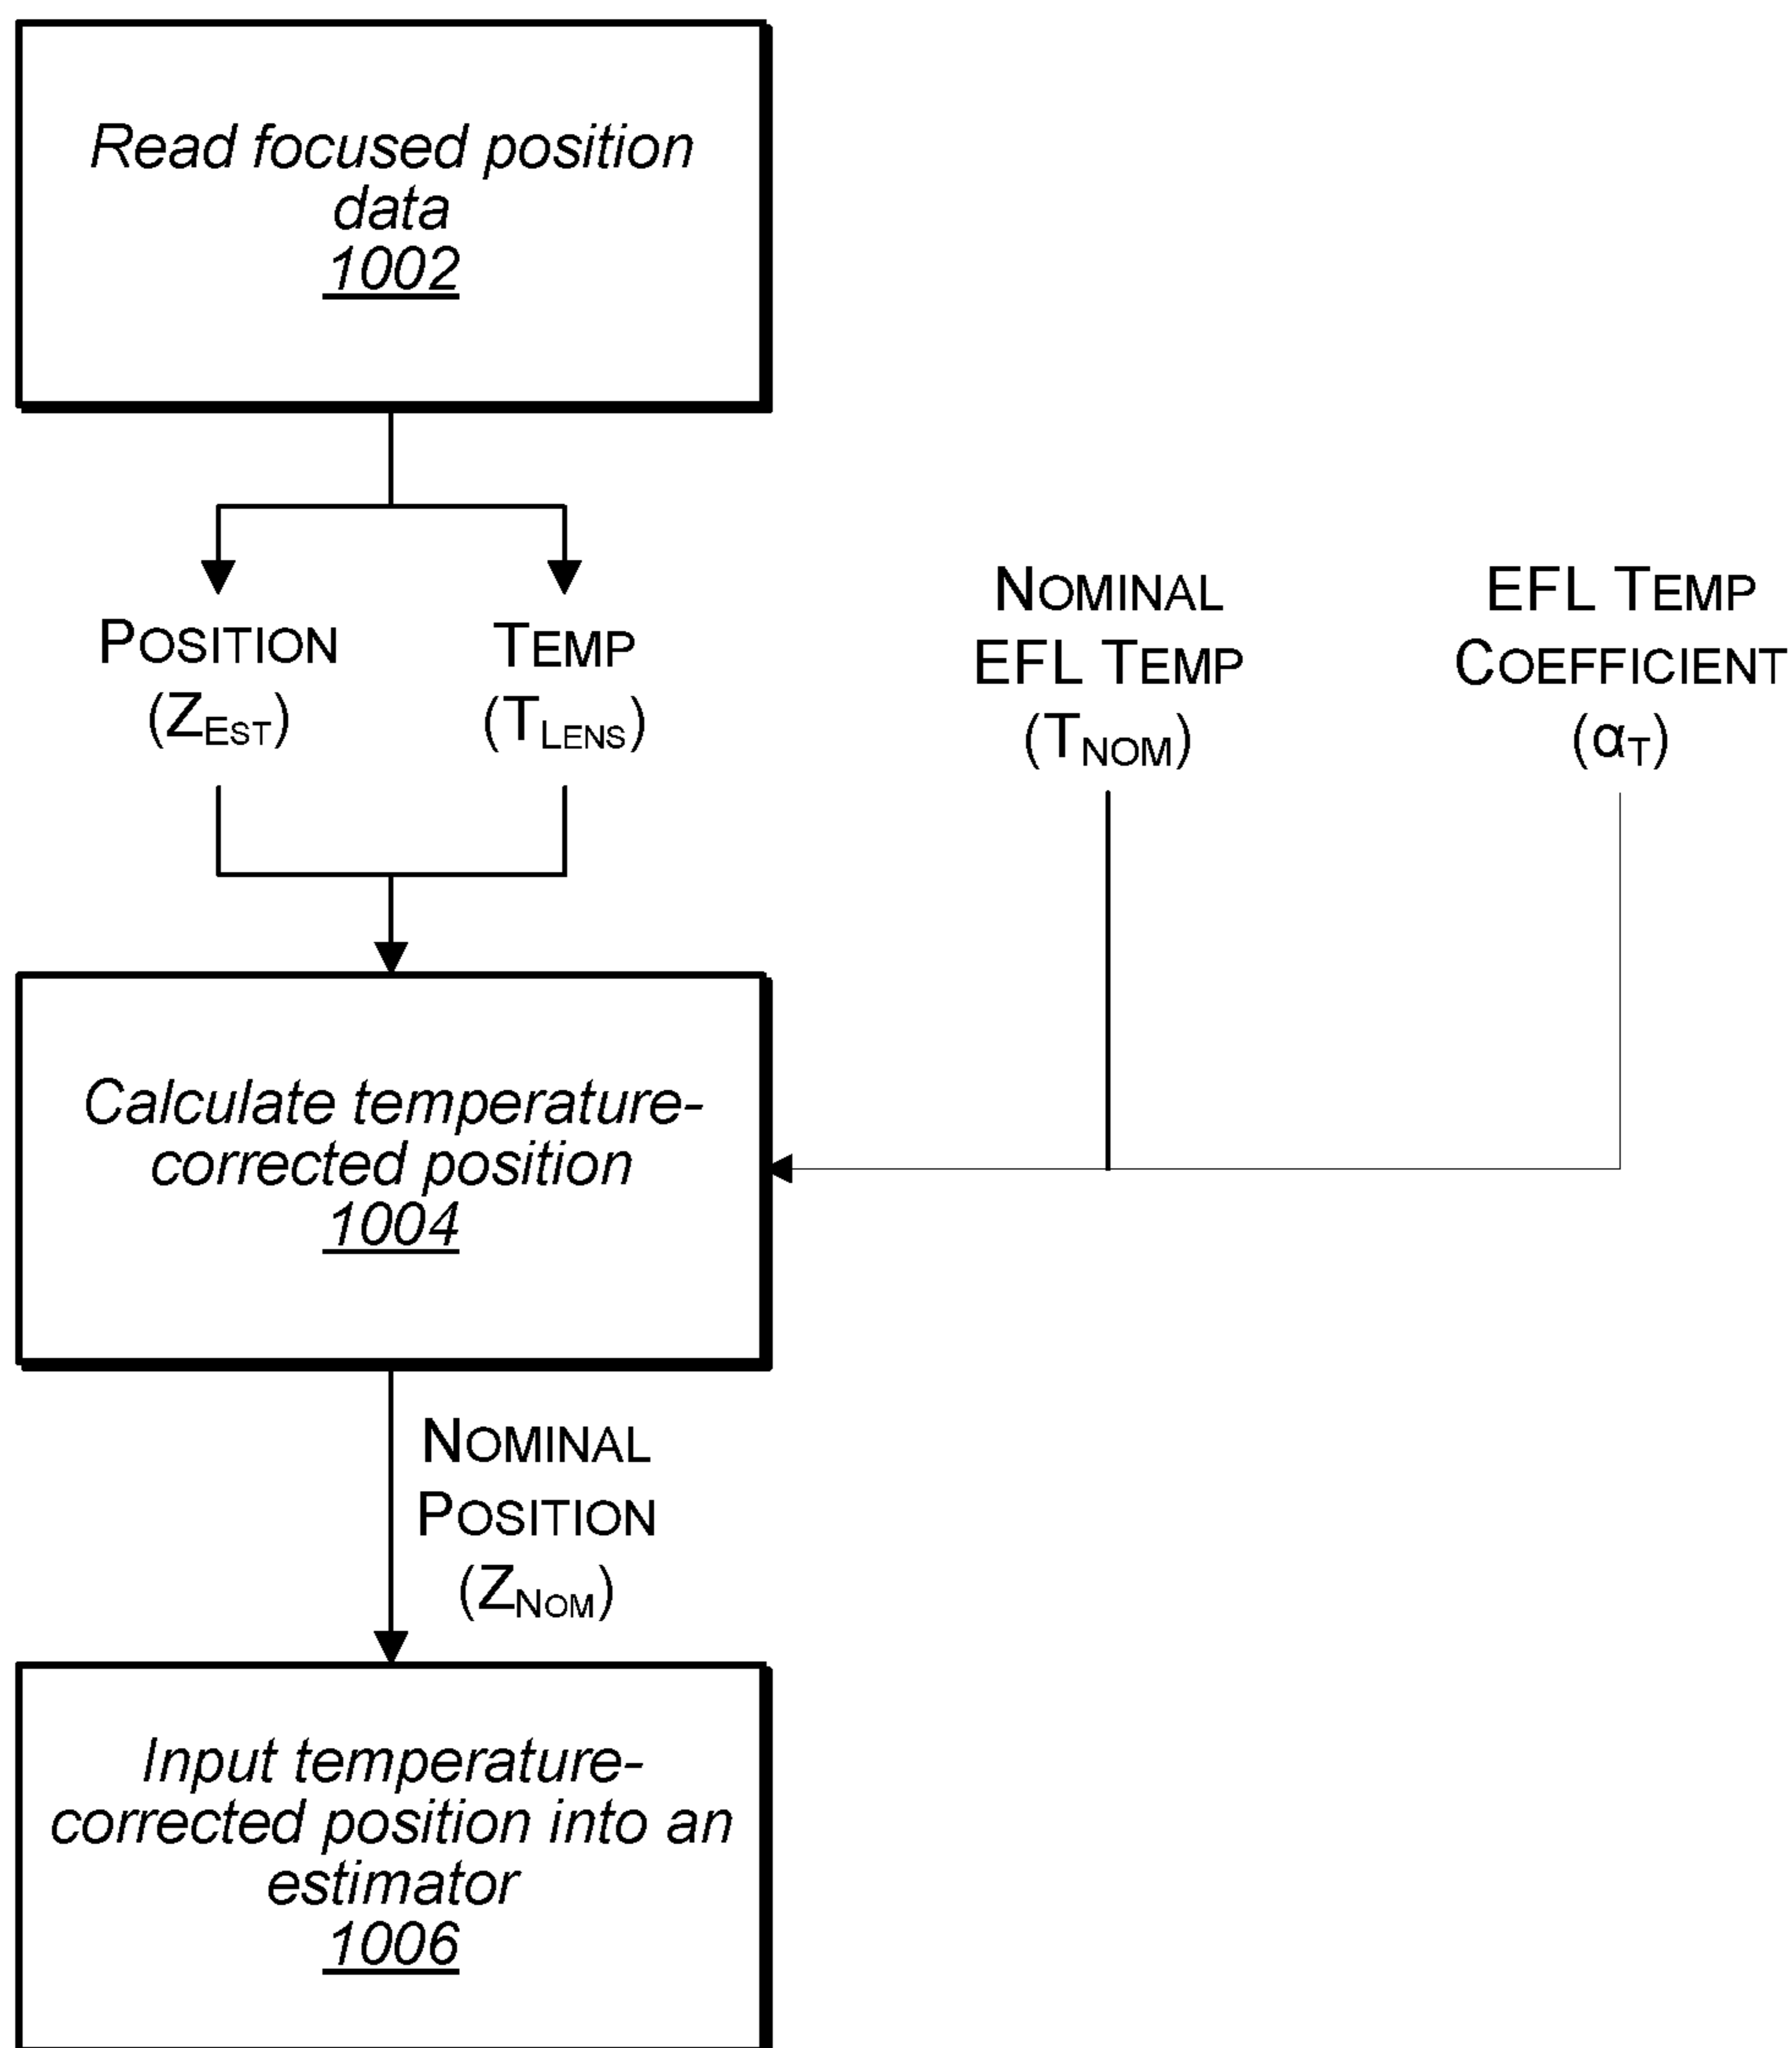 Read focused position
data
1002
POSITION
(ZEST)
TEMP
(TLENS)
NOMINAL
EFL TEMP
(TNOM)
EFL TEMP
COEFFICIENT
(αT)
Calculate temperature-
corrected position
1004
NOMINAL
POSITION
(ZNOM)
Input temperature-
corrected position into an
estimator
1006